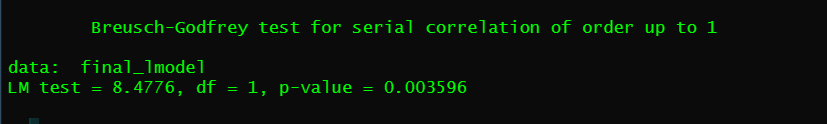 Breusch-Godfrey test for serial correlation of order up to 1
data:  final_lmodel
LM test = 8.4776, df = 1, p-value = 0.003596